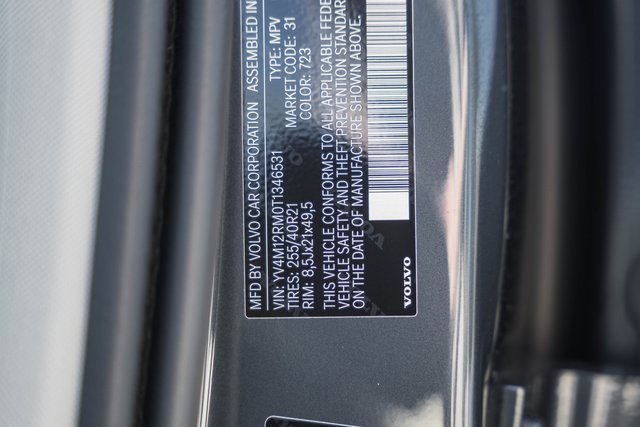 MFD BY VOLVO CAR CORPORATION ASSEMBLED IN
VIN: YV4M12RM0T1346531 TYPE: MPV
TIRES: 255/40R21 MARKET CODE: 31
RIM: 8,5Jx21x49,5 COLOR: 723
THIS VEHICLE CONFORMS TO ALL APPLICABLE FEDE
VEHICLE SAFETY AND THEFT PREVENTION STANDAR
ON THE DATE OF MANUFACTURE SHOWN ABOVE.
VOLVO